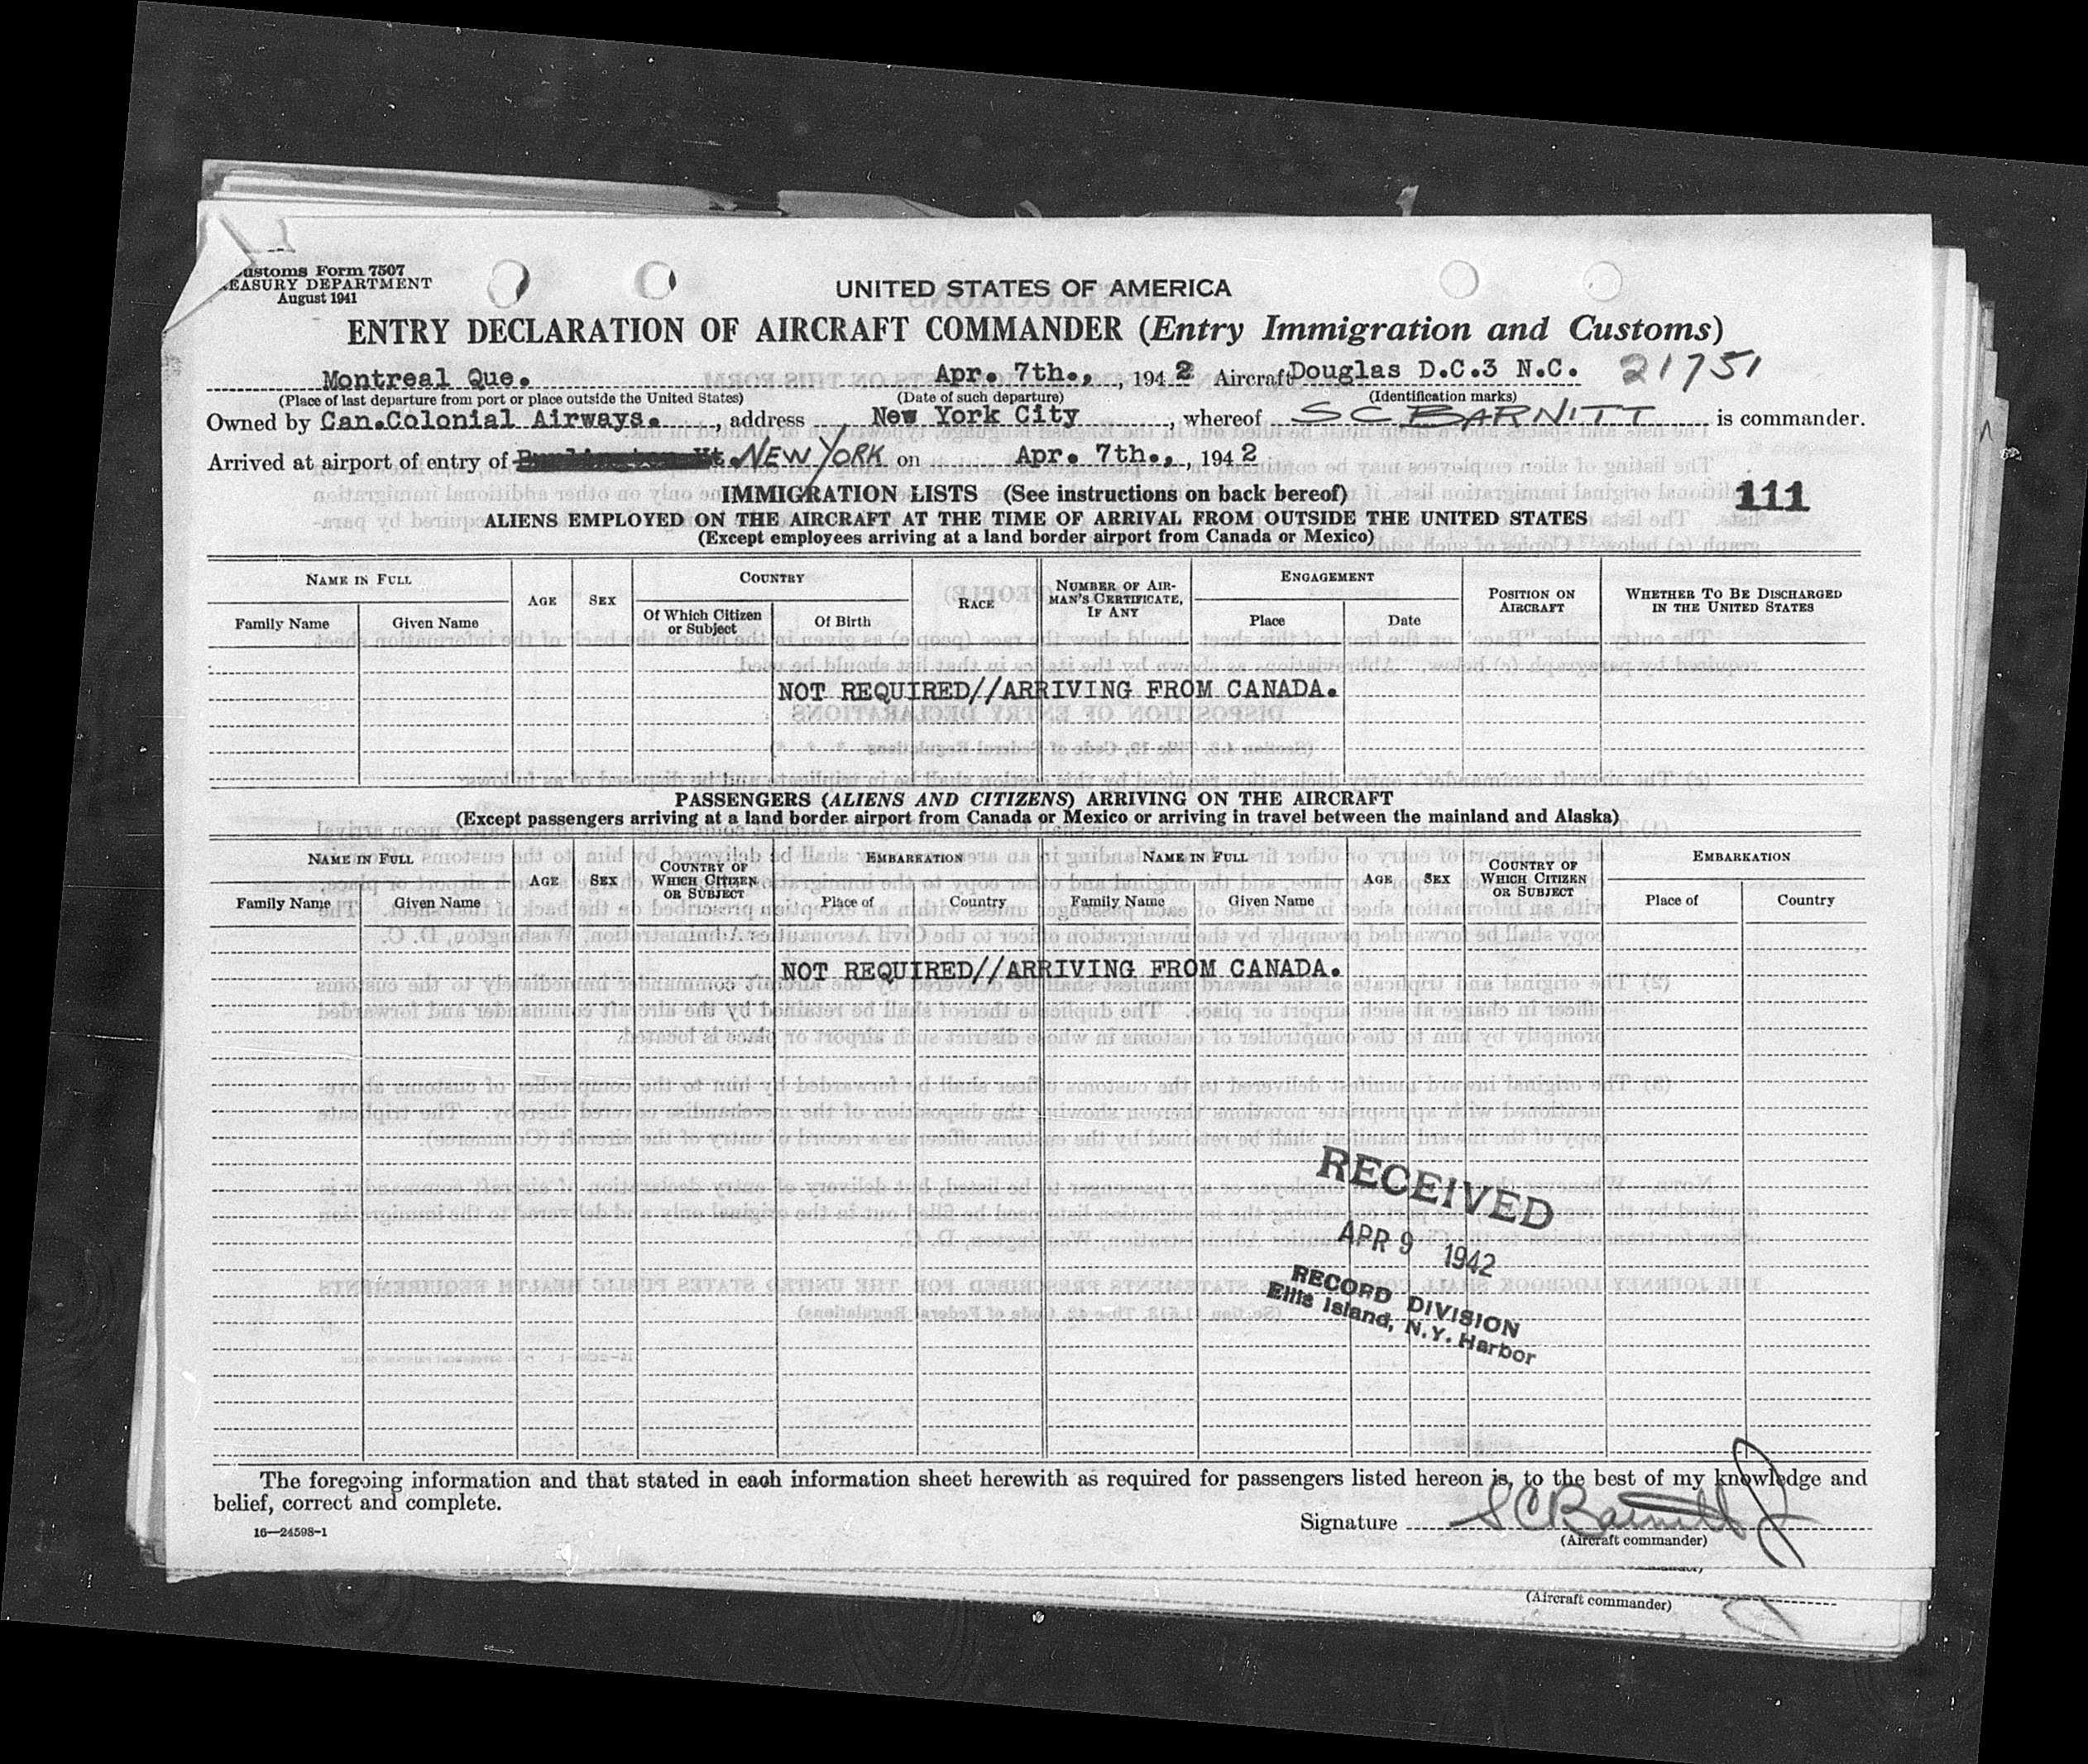 Customs Form 7507
TREASURY DEPARTMENT
August 1941
UNITED STATES OF AMERICA
ENTRY DECLARATION OF AIRCRAFT COMMANDER (Entry Immigration and Customs)
Montreal Que. Apr. 7th., , 194 2 Aircraft Douglas D.C.3 N.C. 21751
(Place of last departure from port or place outside the United States) (Date of such departure) (Identification marks)
Owned by Can.Colonial Airways. , address New York City , whereof S C BARNITT is commander.
Arrived at airport of entry of NEW YORK on Apr. 7th., , 194 2
IMMIGRATION LISTS (See instructions on back hereof) 111
ALIENS EMPLOYED ON THE AIRCRAFT AT THE TIME OF ARRIVAL FROM OUTSIDE THE UNITED STATES
(Except employees arriving at a land border airport from Canada or Mexico)
NAME IN FULL AGE SEX COUNTRY RACE NUMBER OF AIRMAN'S CERTIFICATE, IF ANY ENGAGEMENT POSITION ON AIRCRAFT WHETHER TO BE DISCHARGED IN THE UNITED STATES
Family Name Given Name Of Which Citizen or Subject Of Birth Place Date
NOT REQUIRED//ARRIVING FROM CANADA.
PASSENGERS (ALIENS AND CITIZENS) ARRIVING ON THE AIRCRAFT
(Except passengers arriving at a land border airport from Canada or Mexico or arriving in travel between the mainland and Alaska)
NAME IN FULL AGE SEX COUNTRY OF WHICH CITIZEN OR SUBJECT EMBARKATION NAME IN FULL AGE SEX COUNTRY OF WHICH CITIZEN OR SUBJECT EMBARKATION
Family Name Given Name Place of Country Family Name Given Name Place of Country
NOT REQUIRED//ARRIVING FROM CANADA.
RECEIVED
APR 9 1942
RECORD DIVISION
Ellis Island, N.Y. Harbor
The foregoing information and that stated in each information sheet herewith as required for passengers listed hereon is, to the best of my knowledge and
belief, correct and complete.
16—24598-1
Signature S C Barnitt Jr
(Aircraft commander)
(Aircraft commander)